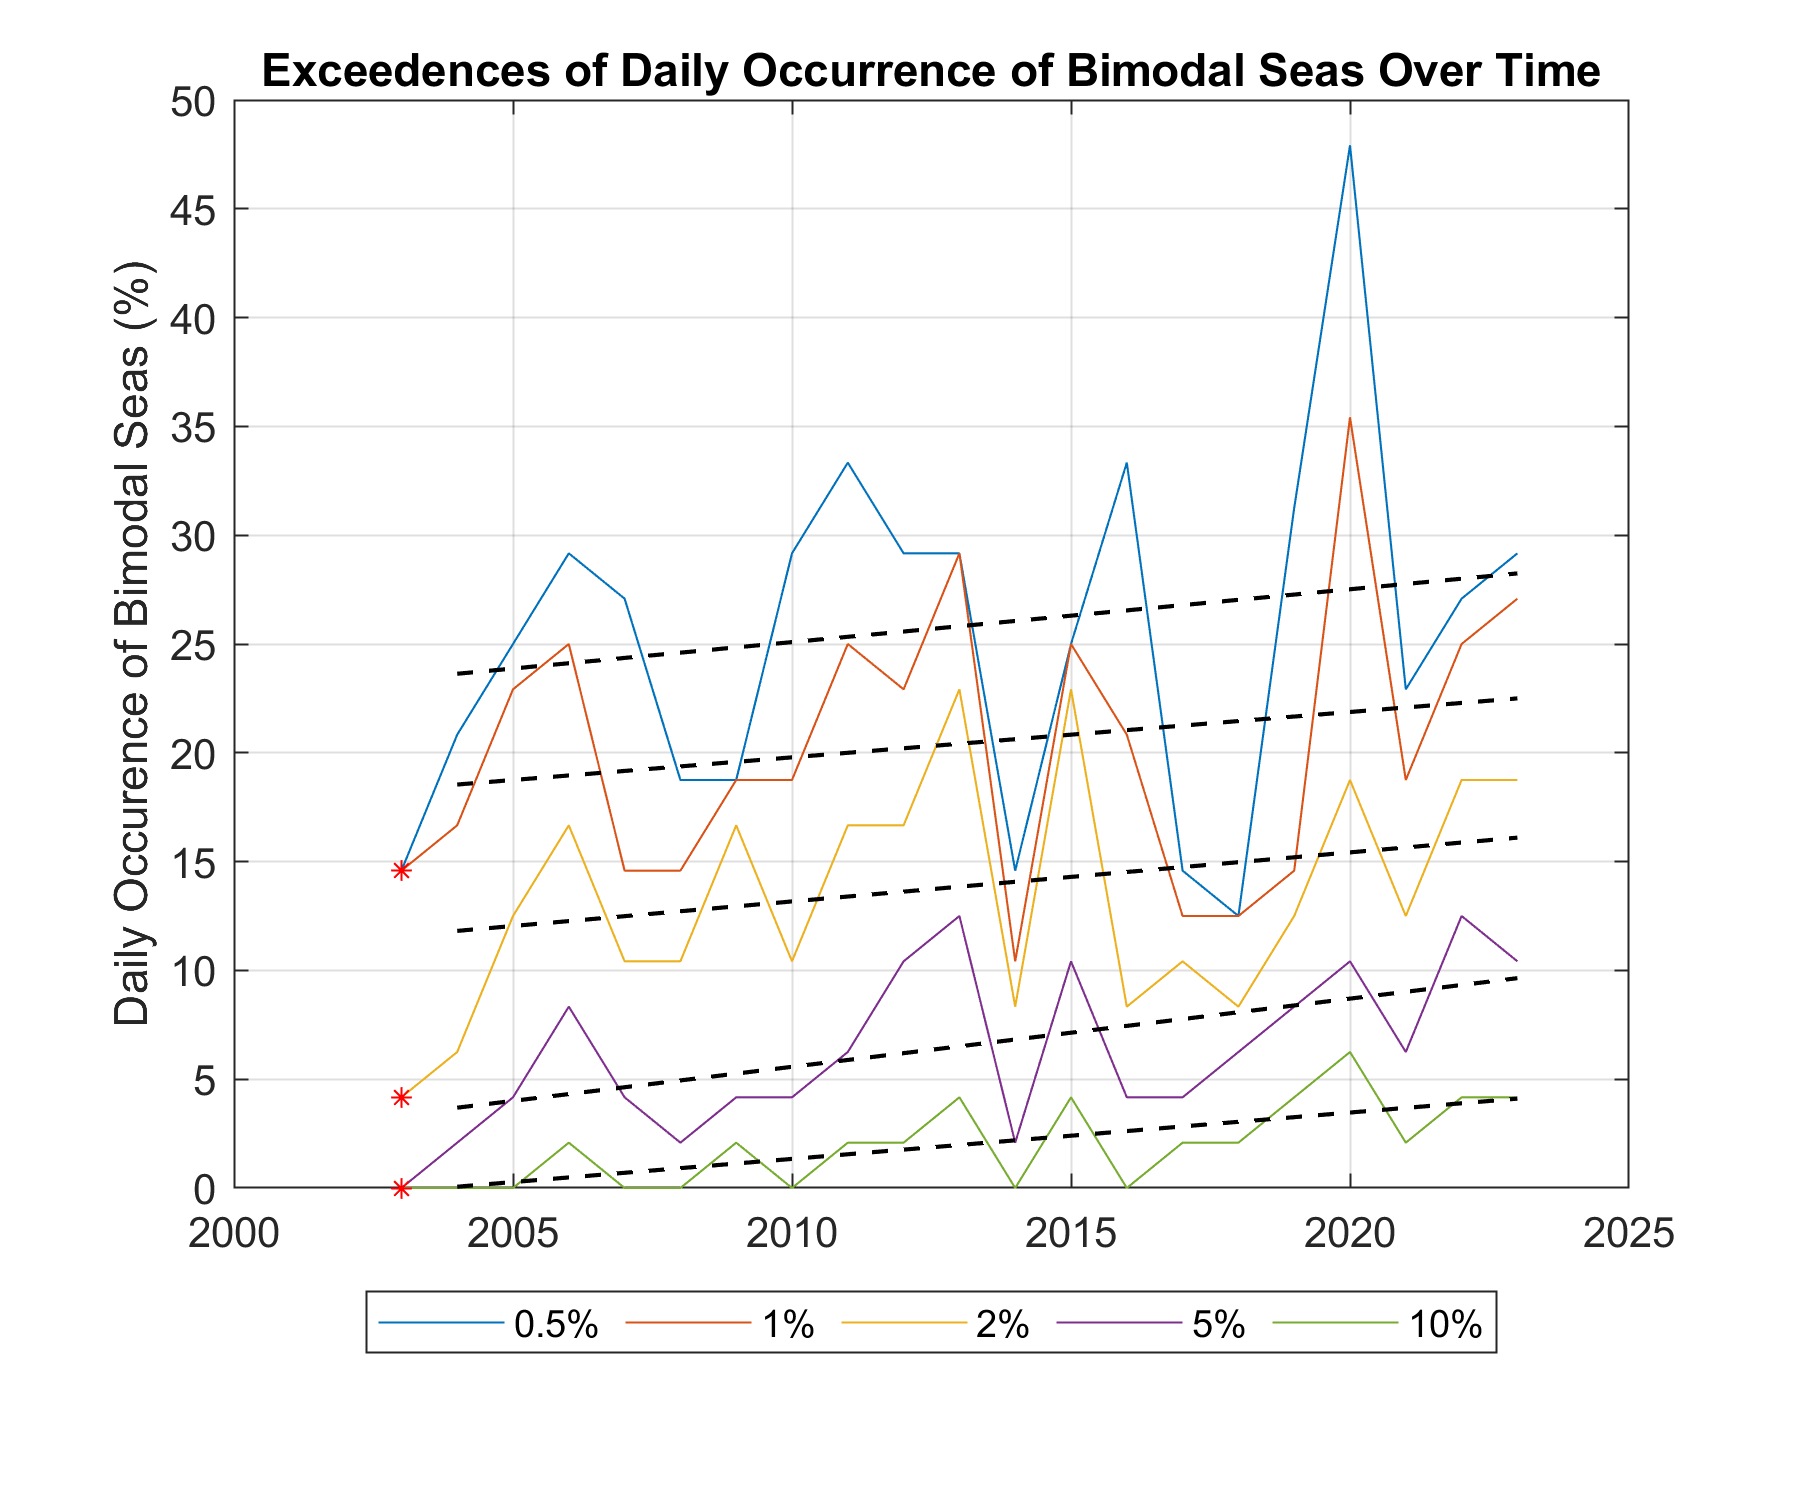 Exceedences of Daily Occurrence of Bimodal Seas Over Time
Daily Occurence of Bimodal Seas (%)
50
45
40
35
30
25
20
15
10
5
0
2000 2005 2010 2015 2020 2025
0.5% 1% 2% 5% 10%